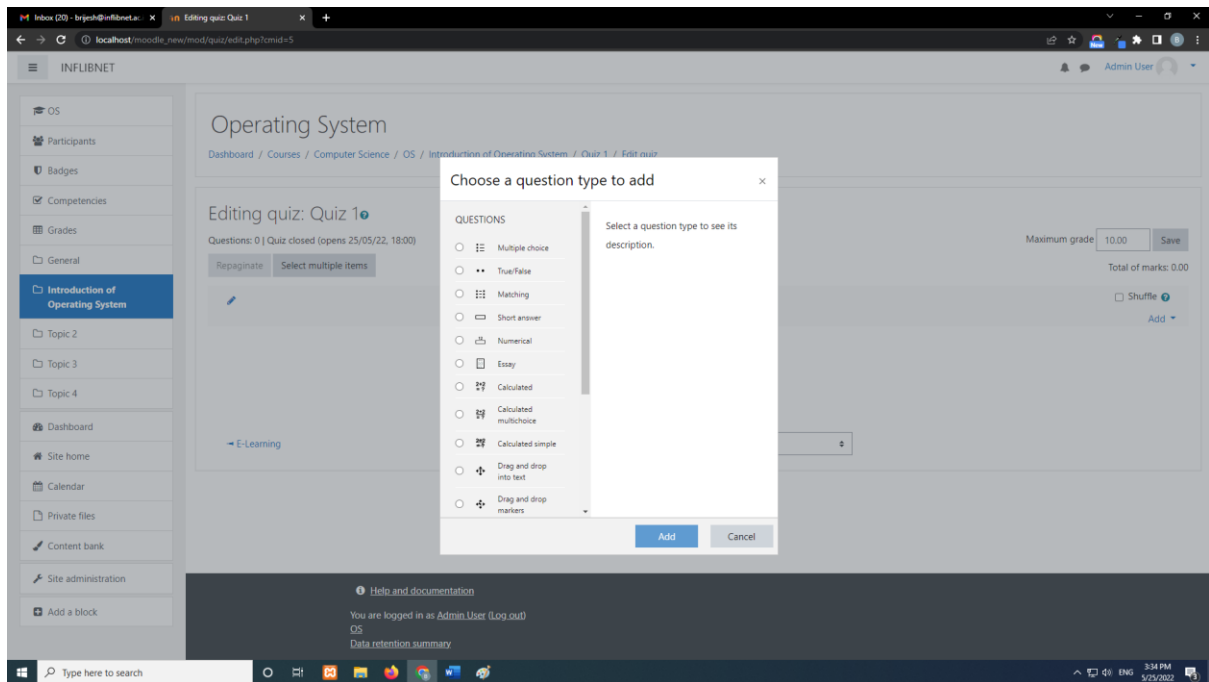 Inbox (20) - brijesh@inflibnet.ac.
Editing quiz: Quiz 1
localhost/moodle_new/mod/quiz/edit.php?cmid=5
New
B
INFLIBNET
Admin User
OS
Participants
Badges
Competencies
Grades
General
Introduction of
Operating System
Topic 2
Topic 3
Topic 4
Dashboard
Site home
Calendar
Private files
Content bank
Site administration
Add a block
Operating System
Dashboard / Courses / Computer Science / OS / Introduction of Operating System / Quiz 1 / Edit quiz
Editing quiz: Quiz 1
Questions: 0 | Quiz closed (opens 25/05/22, 18:00)
Maximum grade 10.00 Save
Repaginate Select multiple items
Total of marks: 0.00
Shuffle
Add
E-Learning
Choose a question type to add ×
QUESTIONS
Multiple choice
True/False
Matching
Short answer
Numerical
Essay
Calculated
Calculated
multichoice
Calculated simple
Drag and drop
into text
Drag and drop
markers
Select a question type to see its
description.
Add Cancel
Help and documentation
You are logged in as Admin User (Log out)
OS
Data retention summary
Type here to search
ENG
3:34 PM
5/25/2022